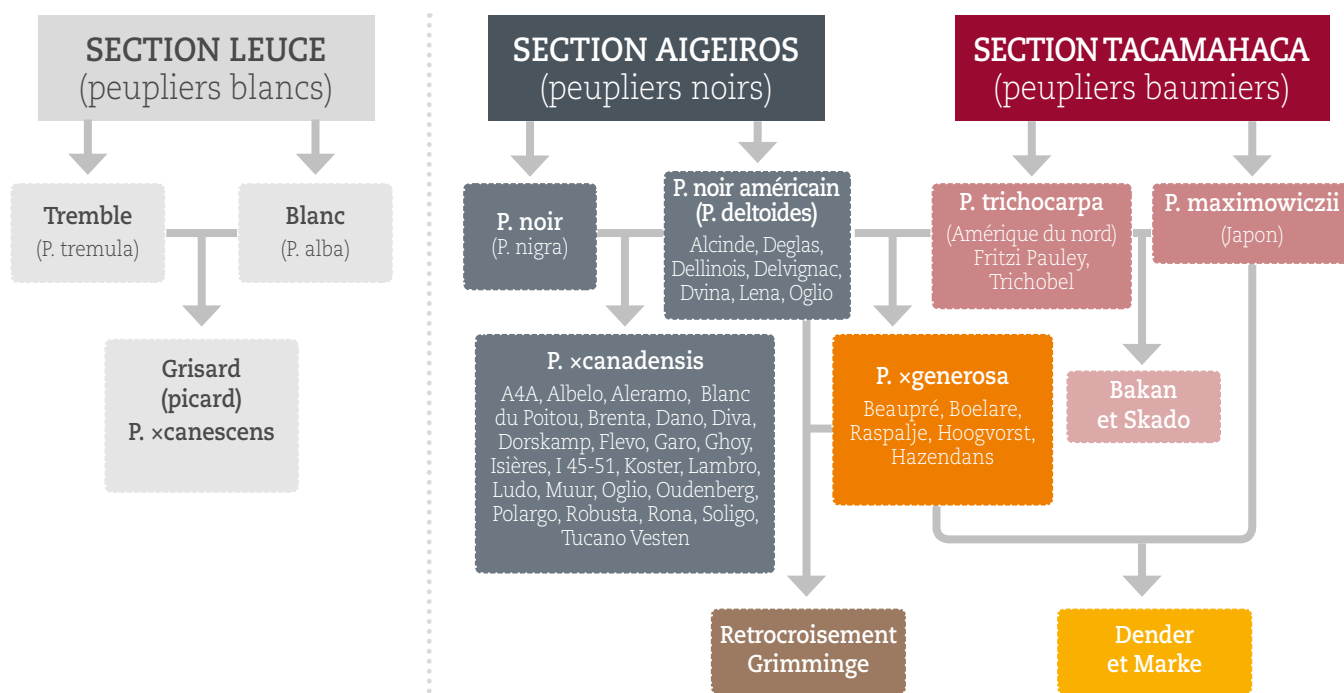 SECTION LEUCE
(peupliers blancs)
Tremble
(P. tremula)
Blanc
(P. alba)
Grisard
(picard)
P. ×canescens
SECTION AIGEIROS
(peupliers noirs)
P. noir
(P. nigra)
P. noir américain
(P. deltoides)
Alcinde, Deglas,
Dellinois, Delvignac,
Dvina, Lena, Oglio
P. ×canadensis
A4A, Albelo, Aleramo, Blanc
du Poitou, Brenta, Dano, Diva,
Dorskamp, Flevo, Garo, Ghoy,
Isières, I 45-51, Koster, Lambro,
Ludo, Muur, Oglio, Oudenberg,
Polargo, Robusta, Rona, Soligo,
Tucano Vesten
SECTION TACAMAHACA
(peupliers baumiers)
P. trichocarpa
(Amérique du nord)
Fritzi Pauley,
Trichobel
P. maximowiczii
(Japon)
P. ×generosa
Beaupré, Boelare,
Raspalje, Hoogvorst,
Hazendans
Bakan
et Skado
Retrocroisement
Grimminge
Dender
et Marke